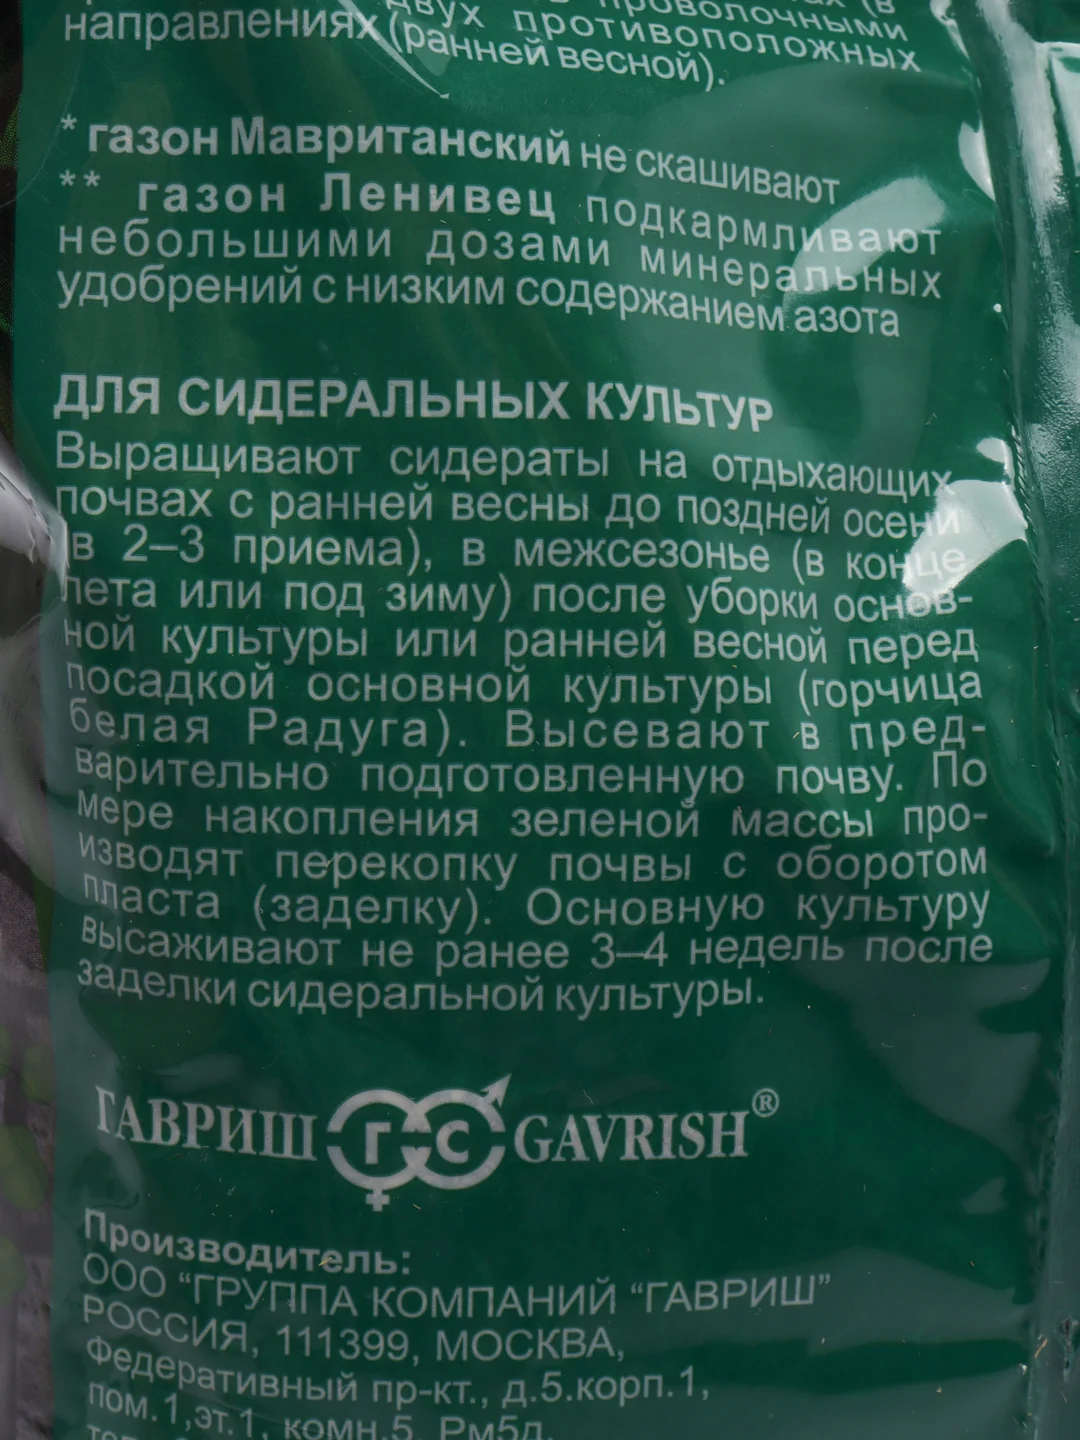 проволочными
двух противоположных
направлениях (ранней весной).
* газон Мавританский не скашивают
** газон Ленивец подкармливают
небольшими дозами минеральных
удобрений с низким содержанием азота
ДЛЯ СИДЕРАЛЬНЫХ КУЛЬТУР
Выращивают сидераты на отдыхающих
почвах с ранней весны до поздней осени
(в 2–3 приема), в межсезонье (в конце
лета или под зиму) после уборки основ-
ной культуры или ранней весной перед
посадкой основной культуры (горчица
белая Радуга). Высевают в пред-
варительно подготовленную почву. По
мере накопления зеленой массы про-
изводят перекопку почвы с оборотом
пласта (заделку). Основную культуру
высаживают не ранее 3–4 недель после
заделки сидеральной культуры.
ГАВРИШ ГС GAVRISH®
Производитель:
ООО "ГРУППА КОМПАНИЙ "ГАВРИШ"
РОССИЯ, 111399, МОСКВА,
Федеративный пр-кт., д.5.корп.1,
пом.1,эт.1, комн.5, Рм5д.